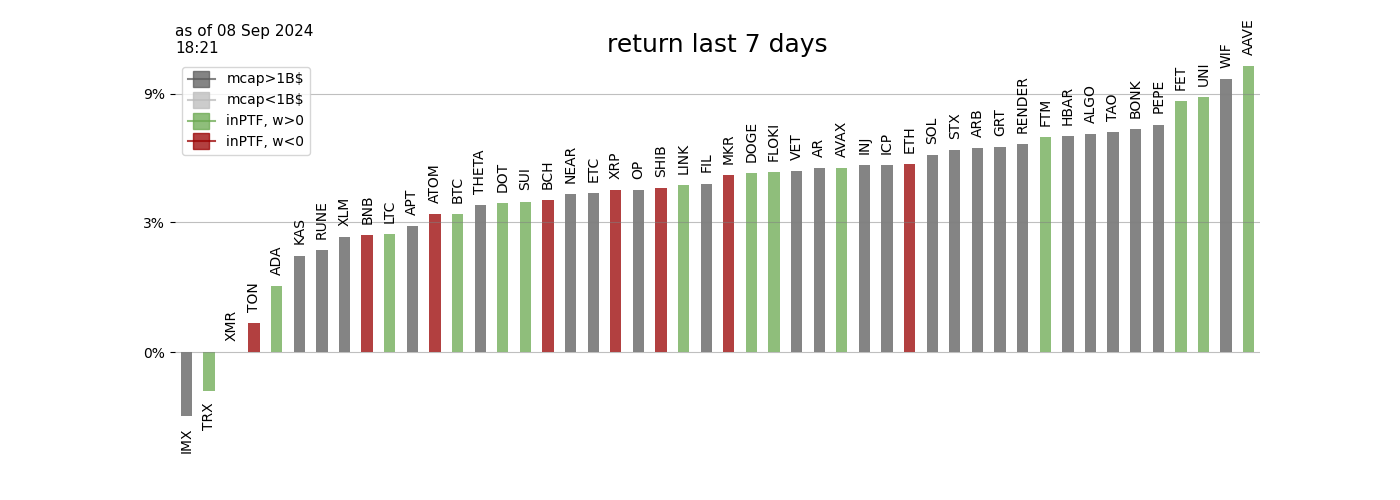 as of 08 Sep 2024
18:21
return last 7 days
mcap>1B$
mcap<1B$
inPTF, w>0
inPTF, w<0
9%
3%
0%
IMX
TRX
XMR
TON
ADA
KAS
RUNE
XLM
BNB
LTC
APT
ATOM
BTC
THETA
DOT
SUI
BCH
NEAR
ETC
XRP
OP
SHIB
LINK
FIL
MKR
DOGE
FLOKI
VET
AR
AVAX
INJ
ICP
ETH
SOL
STX
ARB
GRT
RENDER
FTM
HBAR
ALGO
TAO
BONK
PEPE
FET
UNI
WIF
AAVE